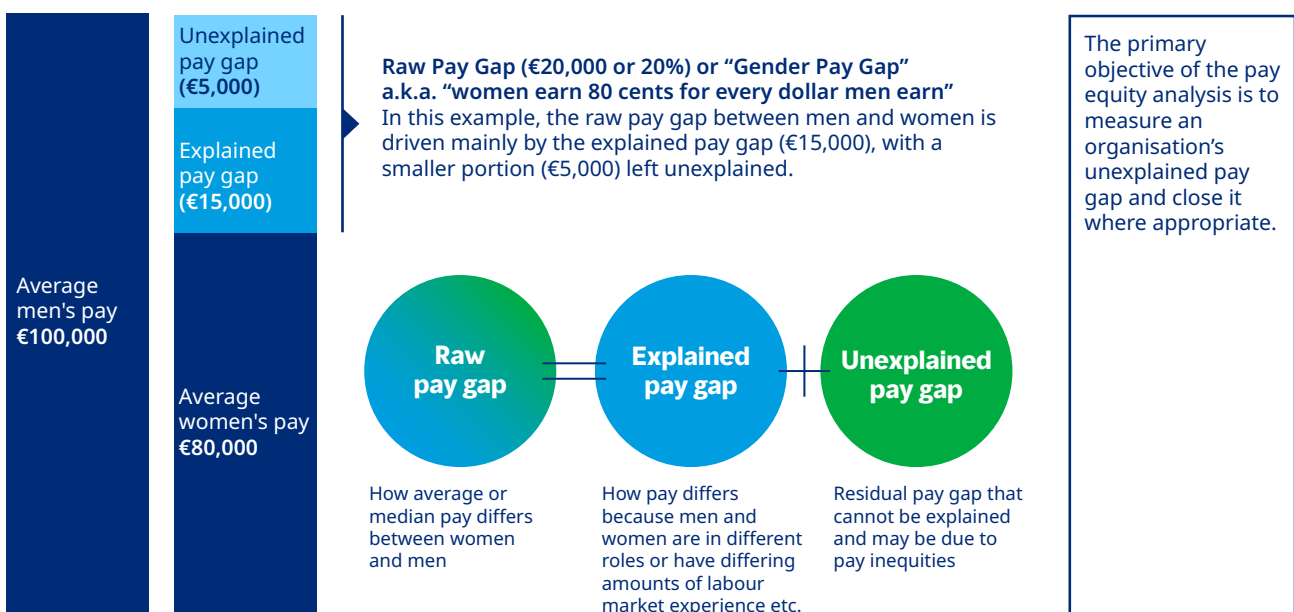 Average
men's pay
€100,000
Unexplained
pay gap
(€5,000)
Explained
pay gap
(€15,000)
Average
women's pay
€80,000
Raw Pay Gap (€20,000 or 20%) or “Gender Pay Gap”
a.k.a. “women earn 80 cents for every dollar men earn”
In this example, the raw pay gap between men and women is
driven mainly by the explained pay gap (€15,000), with a
smaller portion (€5,000) left unexplained.
Raw
pay gap
Explained
pay gap
Unexplained
pay gap
How average or
median pay differs
between women
and men
How pay differs
because men and
women are in different
roles or have differing
amounts of labour
market experience etc.
Residual pay gap that
cannot be explained
and may be due to
pay inequities
The primary
objective of the pay
equity analysis is to
measure an
organisation’s
unexplained pay
gap and close it
where appropriate.